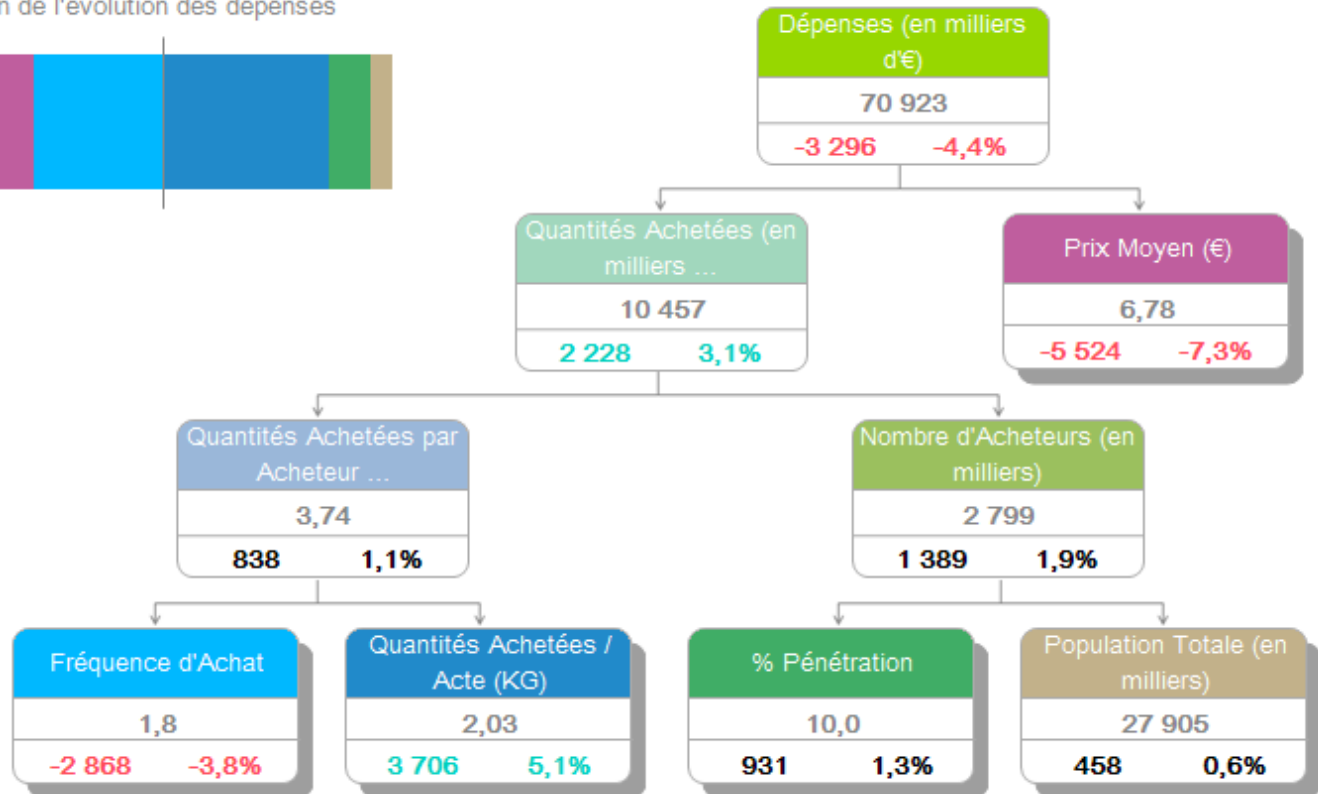 n de l'évolution des dépenses
Dépenses (en milliers
d'€)
70 923
-3 296 -4,4%
Quantités Achetées (en
milliers ...
10 457
2 228 3,1%
Prix Moyen (€)
6,78
-5 524 -7,3%
Quantités Achetées par
Acheteur ...
3,74
838 1,1%
Nombre d'Acheteurs (en
milliers)
2 799
1 389 1,9%
Fréquence d'Achat
1,8
-2 868 -3,8%
Quantités Achetées /
Acte (KG)
2,03
3 706 5,1%
% Pénétration
10,0
931 1,3%
Population Totale (en
milliers)
27 905
458 0,6%